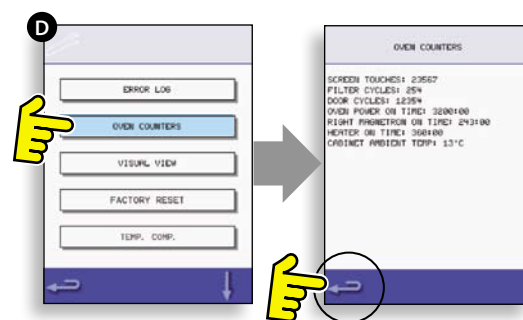 D
ERROR LOG
OVEN COUNTERS
VISUAL VIEW
FACTORY RESET
TEMP. COMP.
OVEN COUNTERS
SCREEN TOUCHES: 23567
FILTER CYCLES: 254
DOOR CYCLES: 12354
OVEN POWER ON TIME: 3200:00
RIGHT MAGNETRON ON TIME: 243:00
HEATER ON TIME: 360:00
CABINET AMBIENT TEMP: 13°C